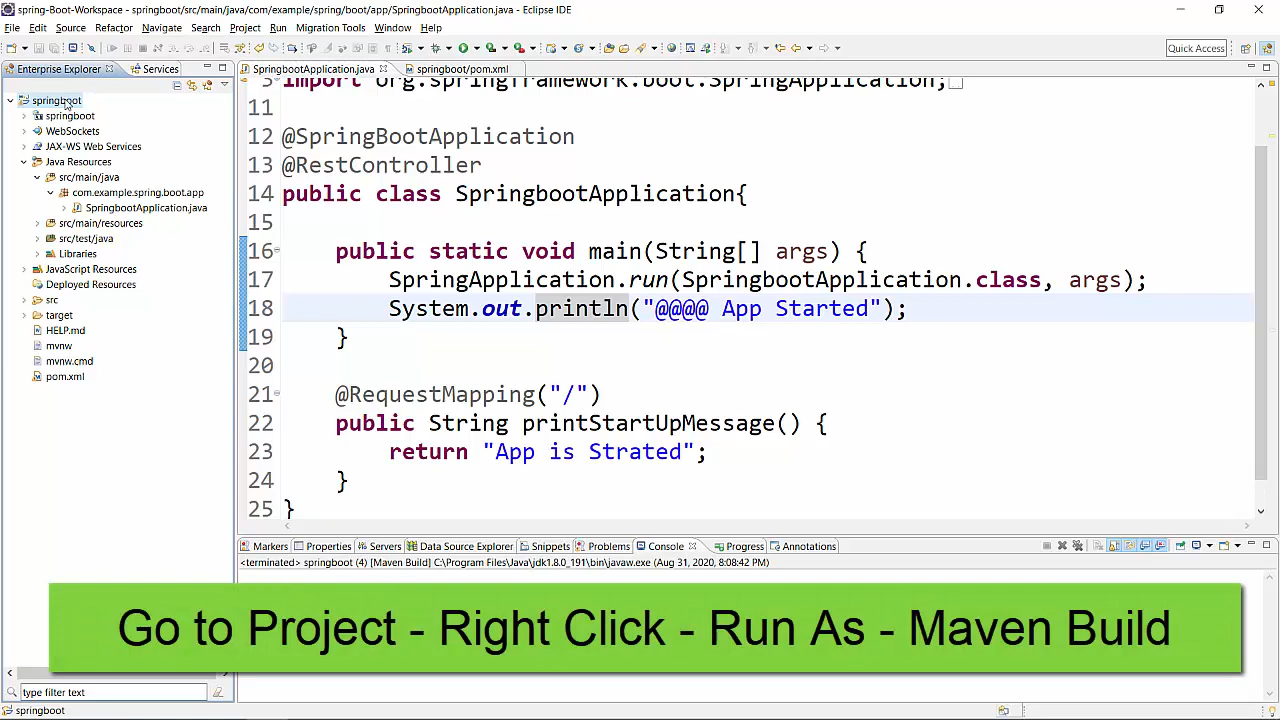 spring-Boot-Workspace - springboot/src/main/java/com/example/spring/boot/app/SpringbootApplication.java - Eclipse IDE
File Edit Source Refactor Navigate Search Project Run Migration Tools Window Help
Quick Access
Enterprise Explorer Services
springboot
springboot
WebSockets
JAX-WS Web Services
Java Resources
src/main/java
com.example.spring.boot.app
SpringbootApplication.java
src/main/resources
src/test/java
Libraries
JavaScript Resources
Deployed Resources
src
target
HELP.md
mvnw
mvnw.cmd
pom.xml
type filter text
springboot
SpringbootApplication.java springboot/pom.xml
import org.springframework.boot.SpringApplication;
11
12 @SpringBootApplication
13 @RestController
14 public class SpringbootApplication{
15
16 public static void main(String[] args) {
17 SpringApplication.run(SpringbootApplication.class, args);
18 System.out.println("@@@@ App Started");
19 }
20
21 @RequestMapping("/")
22 public String printStartUpMessage() {
23 return "App is Strated";
24 }
25 }
Markers Properties Servers Data Source Explorer Snippets Problems Console Progress Annotations
<terminated> springboot (4) [Maven Build] C:\Program Files\Java\jdk1.8.0_191\bin\javaw.exe (Aug 31, 2020, 8:08:42 PM)
Go to Project - Right Click - Run As - Maven Build